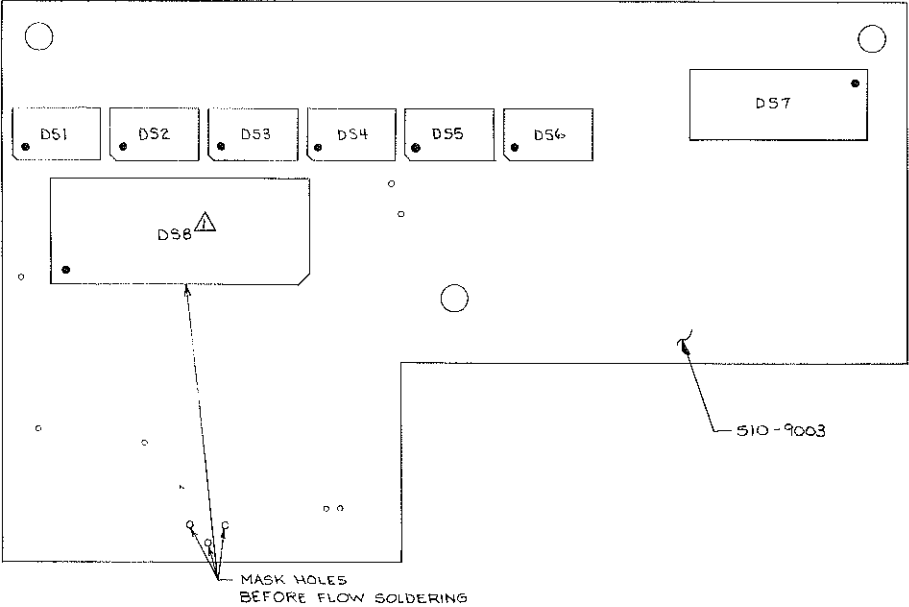 DS7
DS1 DS2 DS3 DS4 DS5 DS6
DS8 1
510-9003
MASK HOLES
BEFORE FLOW SOLDERING